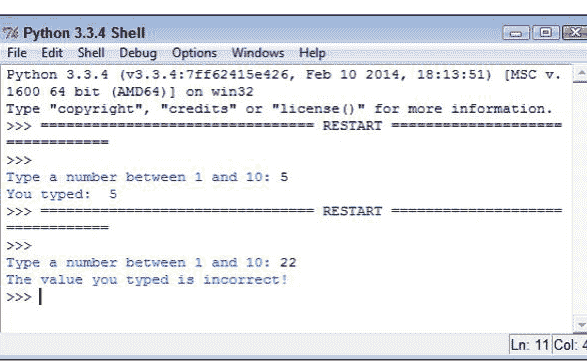 Python 3.3.4 Shell
File Edit Shell Debug Options Windows Help
Python 3.3.4 (v3.3.4:7ff62415e426, Feb 10 2014, 18:13:51) [MSC v.
1600 64 bit (AMD64)] on win32
Type "copyright", "credits" or "license()" for more information.
>>> ================================ RESTART ====================
============
>>>
Type a number between 1 and 10: 5
You typed:  5
>>> ================================ RESTART ====================
============
>>>
Type a number between 1 and 10: 22
The value you typed is incorrect!
>>>
Ln: 11 Col: 4